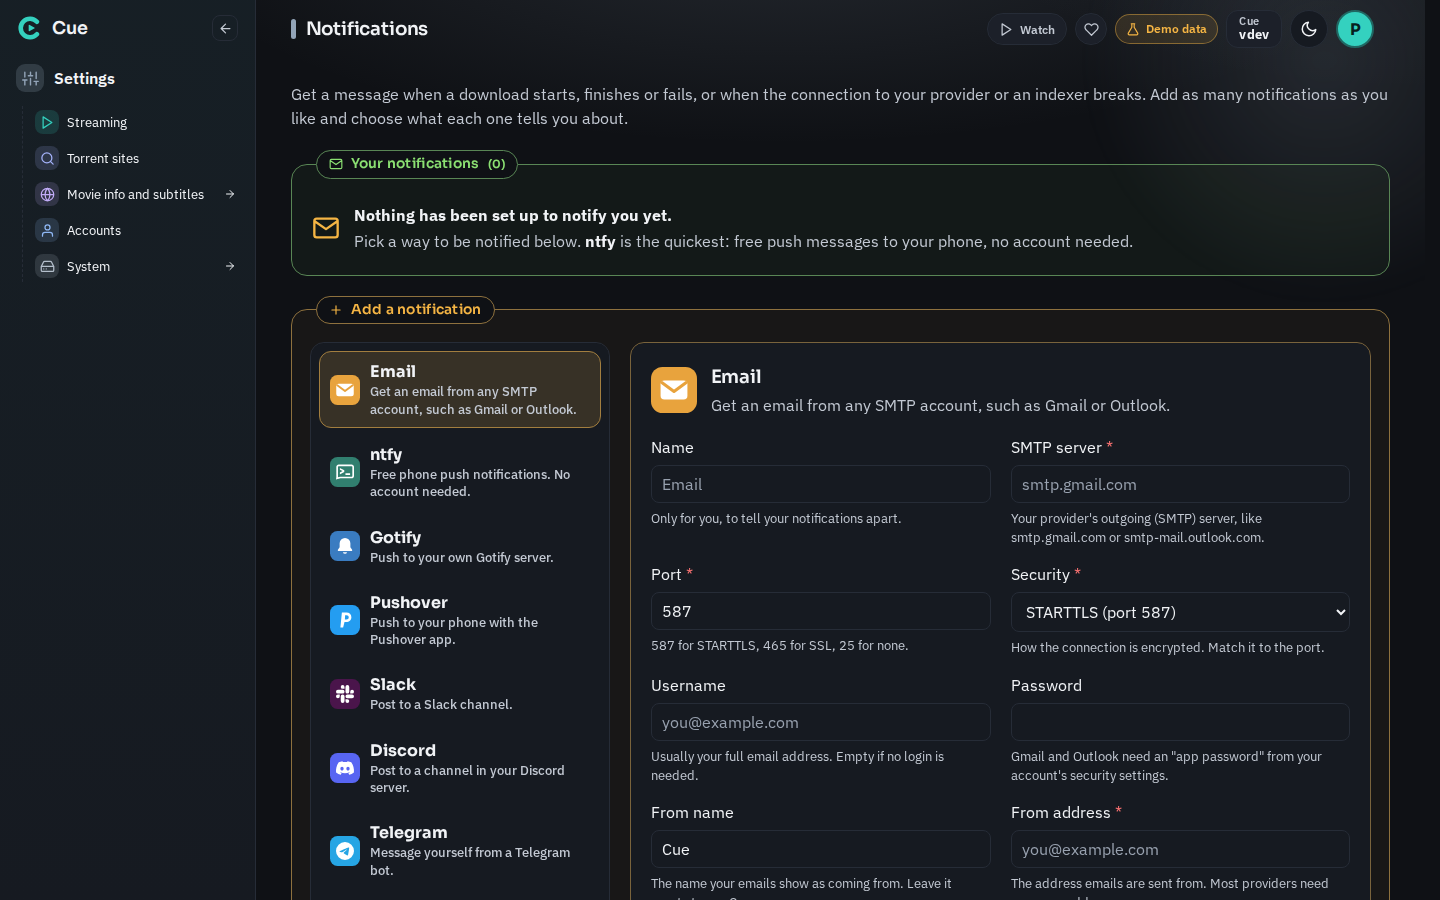 Cue
Notifications
Watch
Demo data
Cue
vdev
P
Settings
Streaming
Torrent sites
Movie info and subtitles
Accounts
System
Get a message when a download starts, finishes or fails, or when the connection to your provider or an indexer breaks. Add as many notifications as you
like and choose what each one tells you about.
Your notifications (0)
Nothing has been set up to notify you yet.
Pick a way to be notified below. ntfy is the quickest: free push messages to your phone, no account needed.
Add a notification
Email
Get an email from any SMTP
account, such as Gmail or Outlook.
ntfy
Free phone push notifications. No
account needed.
Gotify
Push to your own Gotify server.
Pushover
Push to your phone with the
Pushover app.
Slack
Post to a Slack channel.
Discord
Post to a channel in your Discord
server.
Telegram
Message yourself from a Telegram
bot.
Email
Get an email from any SMTP account, such as Gmail or Outlook.
Name
Email
Only for you, to tell your notifications apart.
SMTP server *
smtp.gmail.com
Your provider's outgoing (SMTP) server, like
smtp.gmail.com or smtp-mail.outlook.com.
Port *
587
587 for STARTTLS, 465 for SSL, 25 for none.
Security *
STARTTLS (port 587)
How the connection is encrypted. Match it to the port.
Username
you@example.com
Usually your full email address. Empty if no login is
needed.
Password
Gmail and Outlook need an "app password" from your
account's security settings.
From name
Cue
The name your emails show as coming from. Leave it
From address *
you@example.com
The address emails are sent from. Most providers need